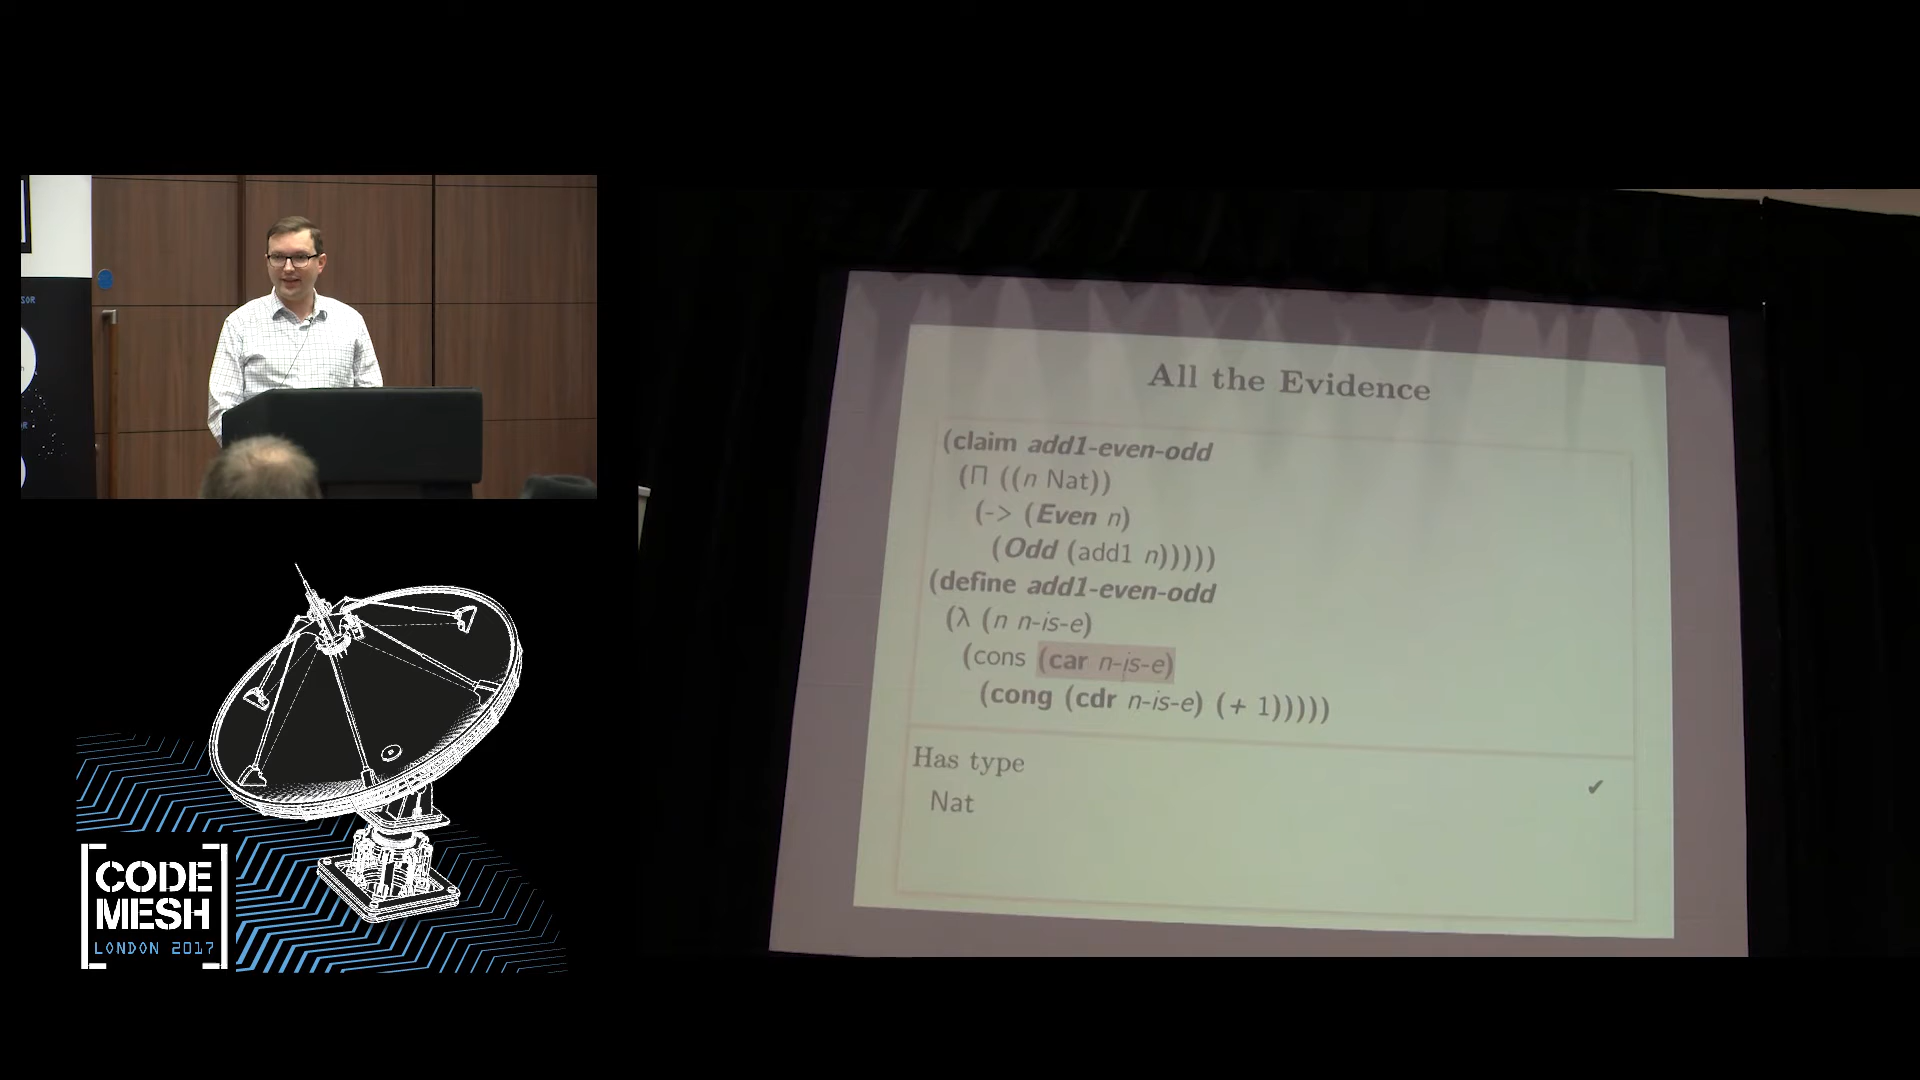 SOR
All the Evidence
(claim add1-even-odd
(Π ((n Nat))
(-> (Even n)
(Odd (add1 n)))))
(define add1-even-odd
(λ (n n-is-e)
(cons (car n-is-e)
(cong (cdr n-is-e) (+ 1)))))
Has type
✔
Nat
CODE
MESH
LONDON 2017